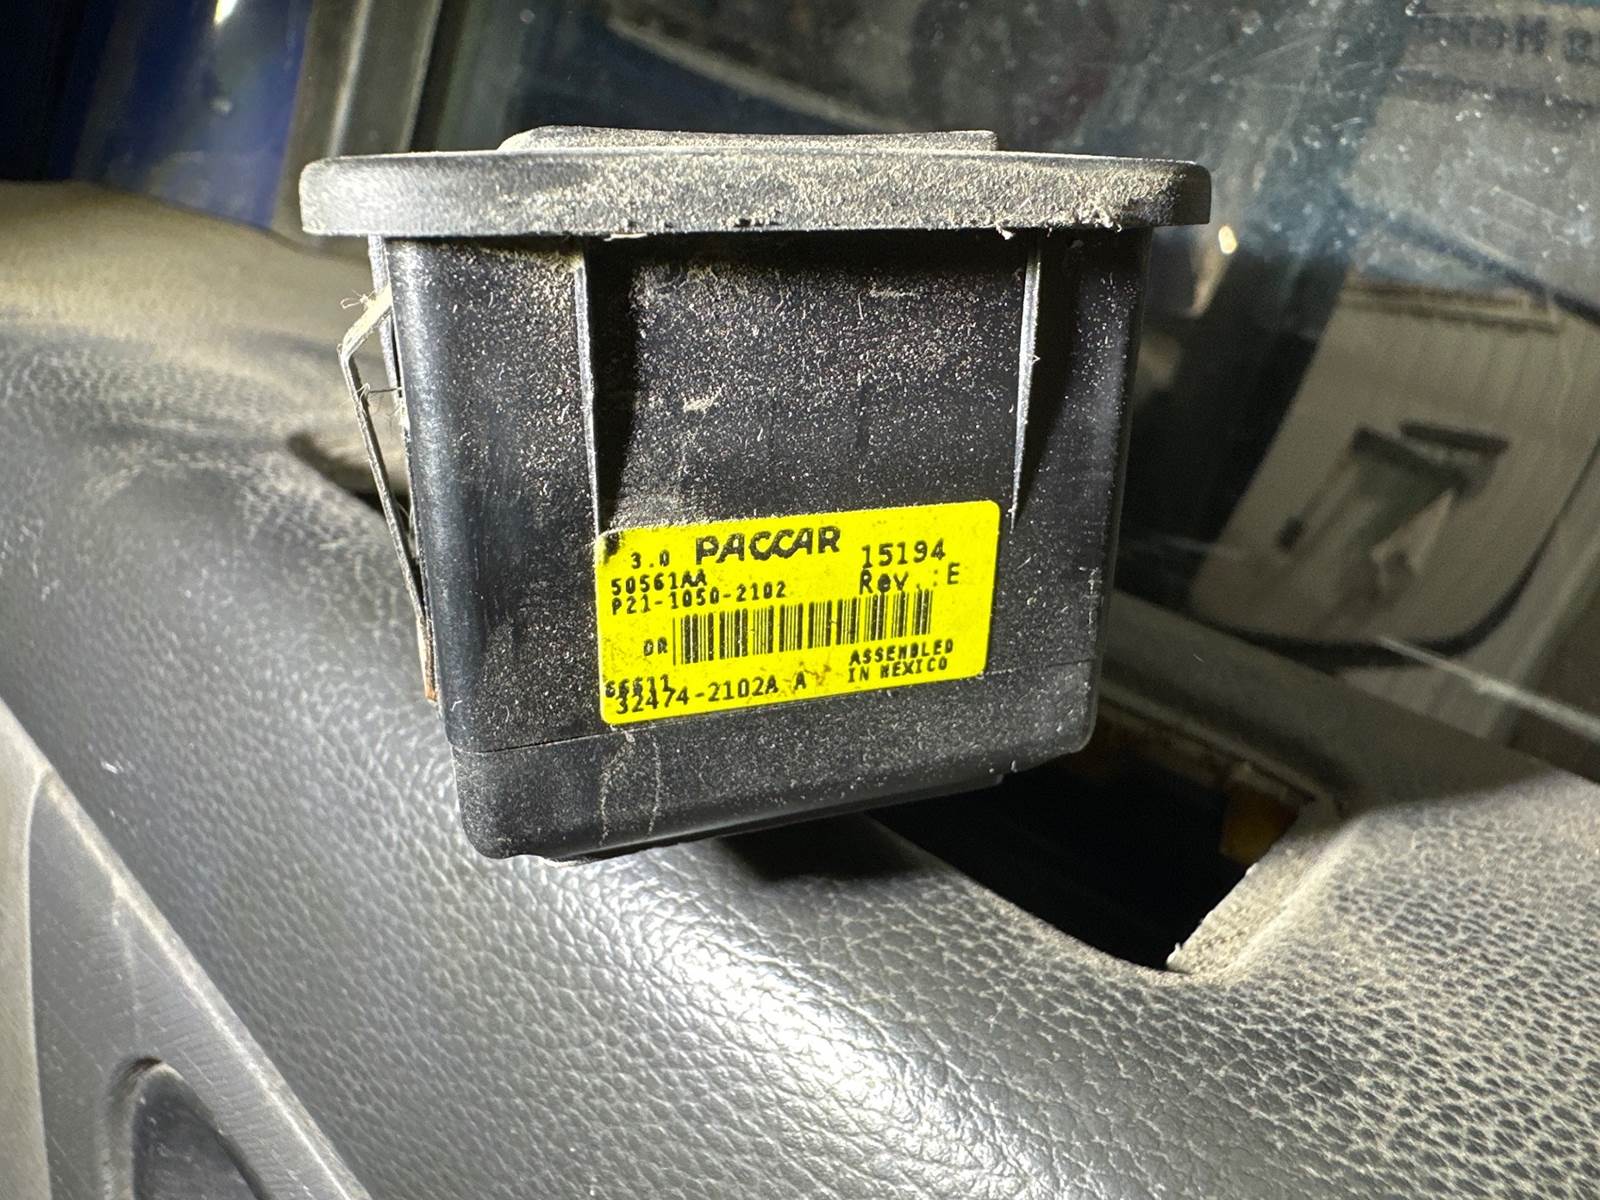 3.0 PACCAR 15194
50561AA Rev.:E
P21-1050-2102
DR
ASSEMBLED
IN MEXICO
32474-2102A A